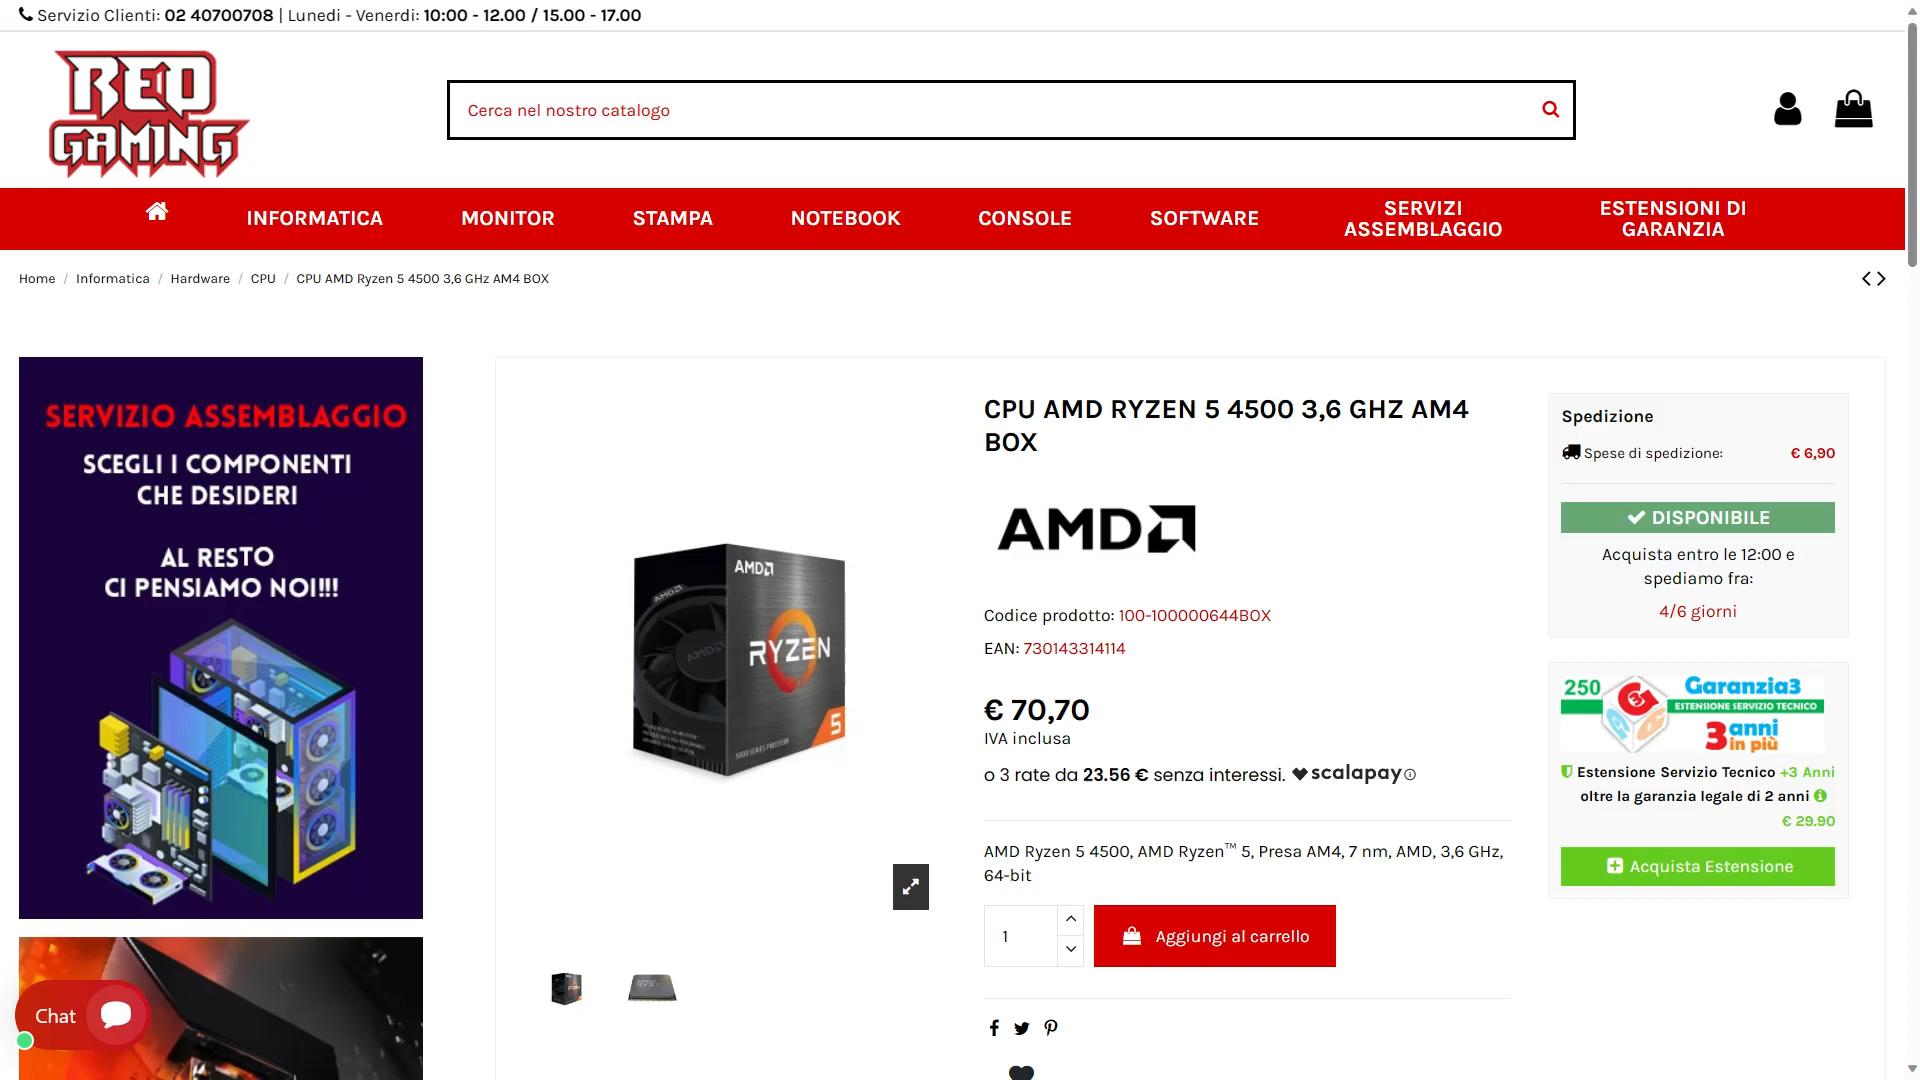 Servizio Clienti: 02 40700708 | Lunedi - Venerdi: 10:00 - 12.00 / 15.00 - 17.00
RED
GAMING
Cerca nel nostro catalogo
INFORMATICA
MONITOR
STAMPA
NOTEBOOK
CONSOLE
SOFTWARE
SERVIZI
ASSEMBLAGGIO
ESTENSIONI DI
GARANZIA
Home / Informatica / Hardware / CPU / CPU AMD Ryzen 5 4500 3,6 GHz AM4 BOX
SERVIZIO ASSEMBLAGGIO
SCEGLI I COMPONENTI
CHE DESIDERI
AL RESTO
CI PENSIAMO NOI!!!
Chat
AMD
AMD
AMD
RYZEN
5
5000 SERIES PROCESSOR
CPU AMD RYZEN 5 4500 3,6 GHZ AM4
BOX
AMD
Codice prodotto: 100-100000644BOX
EAN: 730143314114
€ 70,70
IVA inclusa
o 3 rate da 23.56 € senza interessi. scalapay
AMD Ryzen 5 4500, AMD Ryzen™ 5, Presa AM4, 7 nm, AMD, 3,6 GHz,
64-bit
1
Aggiungi al carrello
Spedizione
Spese di spedizione: € 6,90
DISPONIBILE
Acquista entro le 12:00 e
spediamo fra:
4/6 giorni
250
Garanzia3
ESTENSIONE SERVIZIO TECNICO
3 anni
in più
Estensione Servizio Tecnico +3 Anni
oltre la garanzia legale di 2 anni
€ 29.90
Acquista Estensione